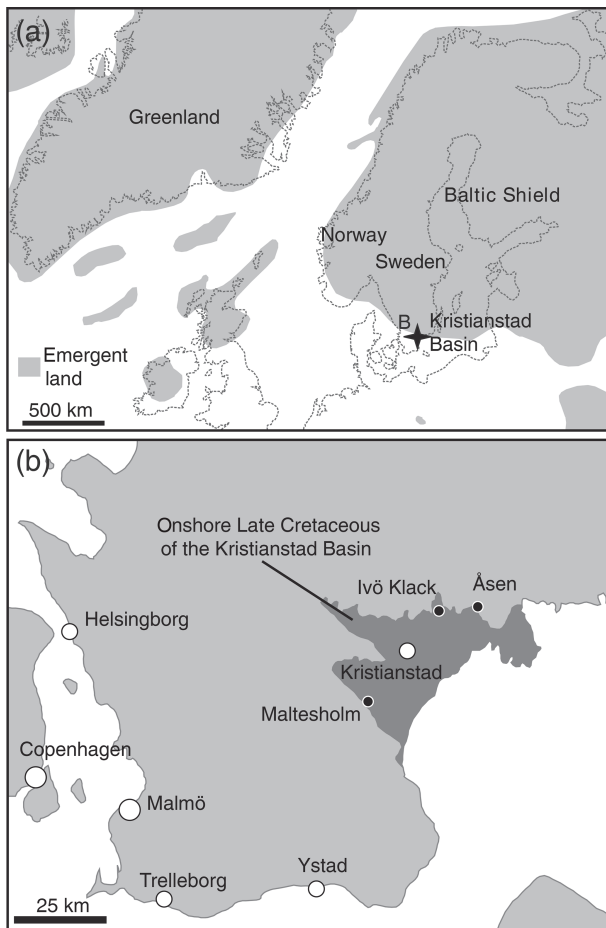 (a)
Greenland
Baltic Shield
Norway
Sweden
B
Kristianstad
Basin
Emergent
land
500 km
(b)
Onshore Late Cretaceous
of the Kristianstad Basin
Ivö Klack
Åsen
Helsingborg
Kristianstad
Maltesholm
Copenhagen
Malmö
Ystad
Trelleborg
25 km